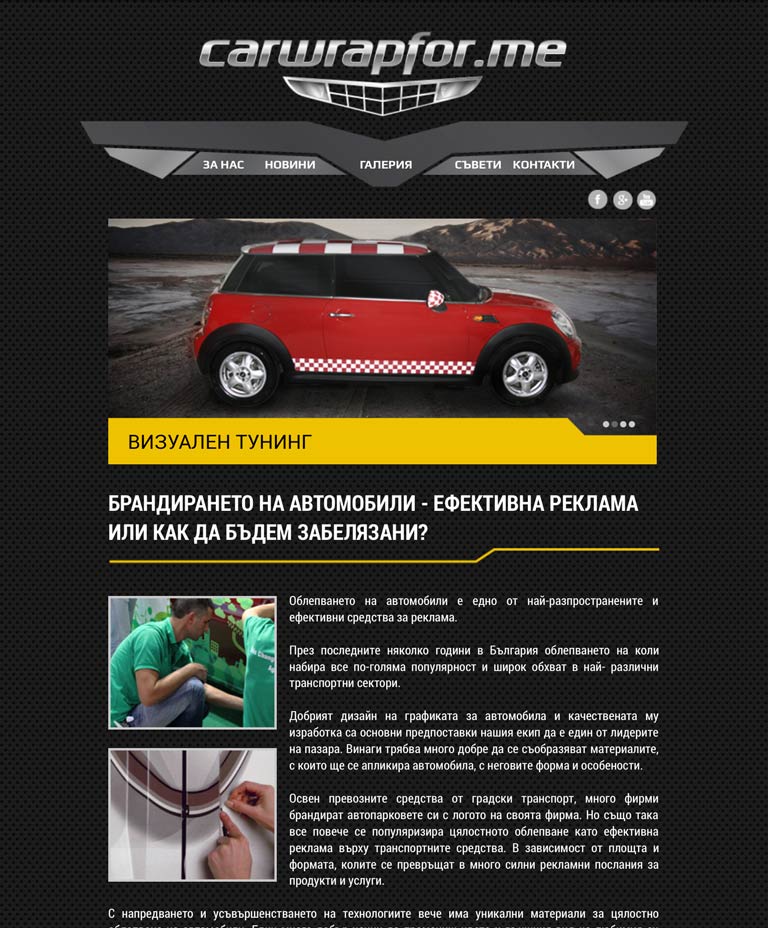 carwrapfor.me
ЗА НАС НОВИНИ ГАЛЕРИЯ СЪВЕТИ КОНТАКТИ
ВИЗУАЛЕН ТУНИНГ
БРАНДИРАНЕТО НА АВТОМОБИЛИ - ЕФЕКТИВНА РЕКЛАМА
ИЛИ КАК ДА БЪДЕМ ЗАБЕЛЯЗАНИ?
Облепването на автомобили е едно от най-разпространените и
ефективни средства за реклама.
През последните няколко години в България облепването на коли
набира все по-голяма популярност и широк обхват в най- различни
транспортни сектори.
Добрият дизайн на графиката за автомобила и качествената му
изработка са основни предпоставки нашия екип да е един от лидерите
на пазара. Винаги трябва много добре да се съобразяват материалите,
с които ще се апликира автомобила, с неговите форма и особености.
Освен превозните средства от градски транспорт, много фирми
брандират автопарковете си с логото на своята фирма. Но също така
все повече се популяризира цялостното облепване като ефективна
реклама върху транспортните средства. В зависимост от площта и
формата, колите се превръщат в много силни рекламни послания за
продукти и услуги.
С напредването и усъвършенстването на технологиите вече има уникални материали за цялостно